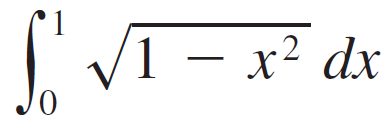 ∫₀¹ √(1 − x²) dx